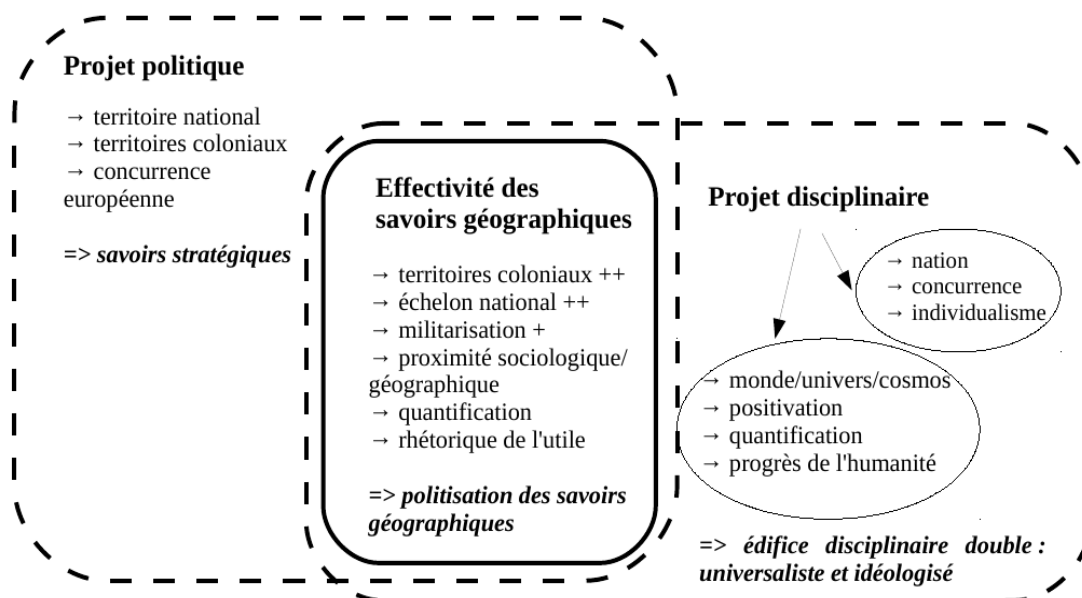 Projet politique
→ territoire national
→ territoires coloniaux
→ concurrence
européenne
=> savoirs stratégiques
Effectivité des
savoirs géographiques
→ territoires coloniaux ++
→ échelon national ++
→ militarisation +
→ proximité sociologique/
géographique
→ quantification
→ rhétorique de l'utile
=> politisation des savoirs
géographiques
Projet disciplinaire
→ nation
→ concurrence
→ individualisme
→ monde/univers/cosmos
→ positivation
→ quantification
→ progrès de l'humanité
=> édifice disciplinaire double :
universaliste et idéologisé